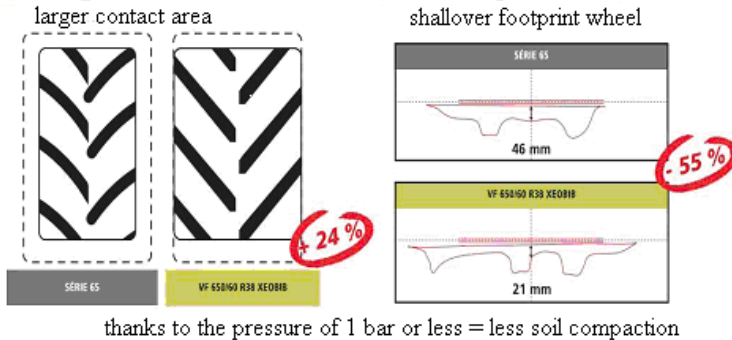 larger contact area
shallover footprint wheel
SÉRIE 65
46 mm
- 55 %
VF 650/60 R38 XEOBIB
21 mm
+ 24 %
SÉRIE 65
VF 650/60 R38 XEOBIB
thanks to the pressure of 1 bar or less = less soil compaction